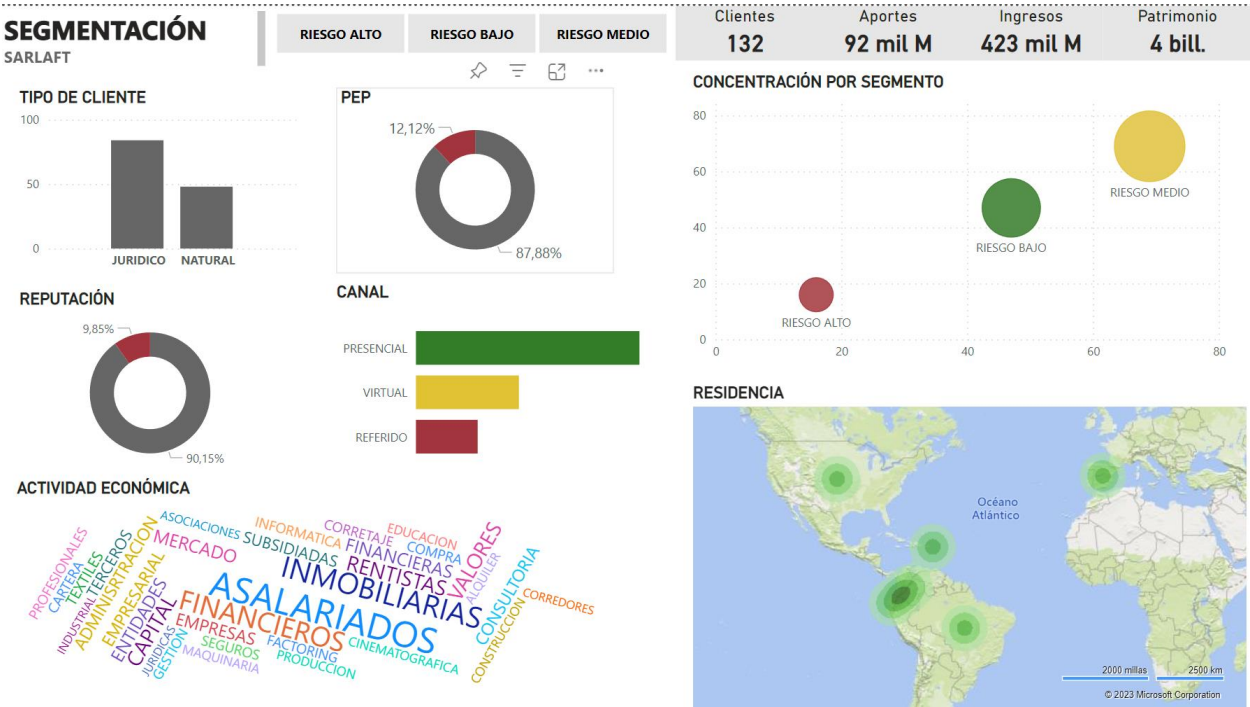 SEGMENTACIÓN
SARLAFT
RIESGO ALTO
RIESGO BAJO
RIESGO MEDIO
Clientes
132
Aportes
92 mil M
Ingresos
423 mil M
Patrimonio
4 bill.
TIPO DE CLIENTE
100
50
0
JURIDICO
NATURAL
PEP
12,12%
87,88%
REPUTACIÓN
9,85%
90,15%
CANAL
PRESENCIAL
VIRTUAL
REFERIDO
ACTIVIDAD ECONÓMICA
PROFESIONALES
CARTERA
TEXTILES
INDUSTRIAL
TERCEROS
ADMINISRTRACION
EMPRESARIAL
ENTIDADES
CAPITAL
JURIDICAS
GESTION
ASOCIACIONES
MERCADO
SUBSIDIADAS
INFORMATICA
CORRETAJE
EDUCACION
FINANCIERAS
COMPRA
VALORES
RENTISTAS
ALQUILER
INMOBILIARIAS
CONSULTORIA
CORREDORES
CONSTRUCCION
ASALARIADOS
FINANCIEROS
EMPRESAS
SEGUROS
MAQUINARIA
FACTORING
PRODUCCION
CINEMATOGRAFICA
CONCENTRACIÓN POR SEGMENTO
80
60
40
20
0
RIESGO MEDIO
RIESGO BAJO
RIESGO ALTO
0
20
40
60
80
RESIDENCIA
Océano
Atlántico
2000 millas
2500 km
© 2023 Microsoft Corporation